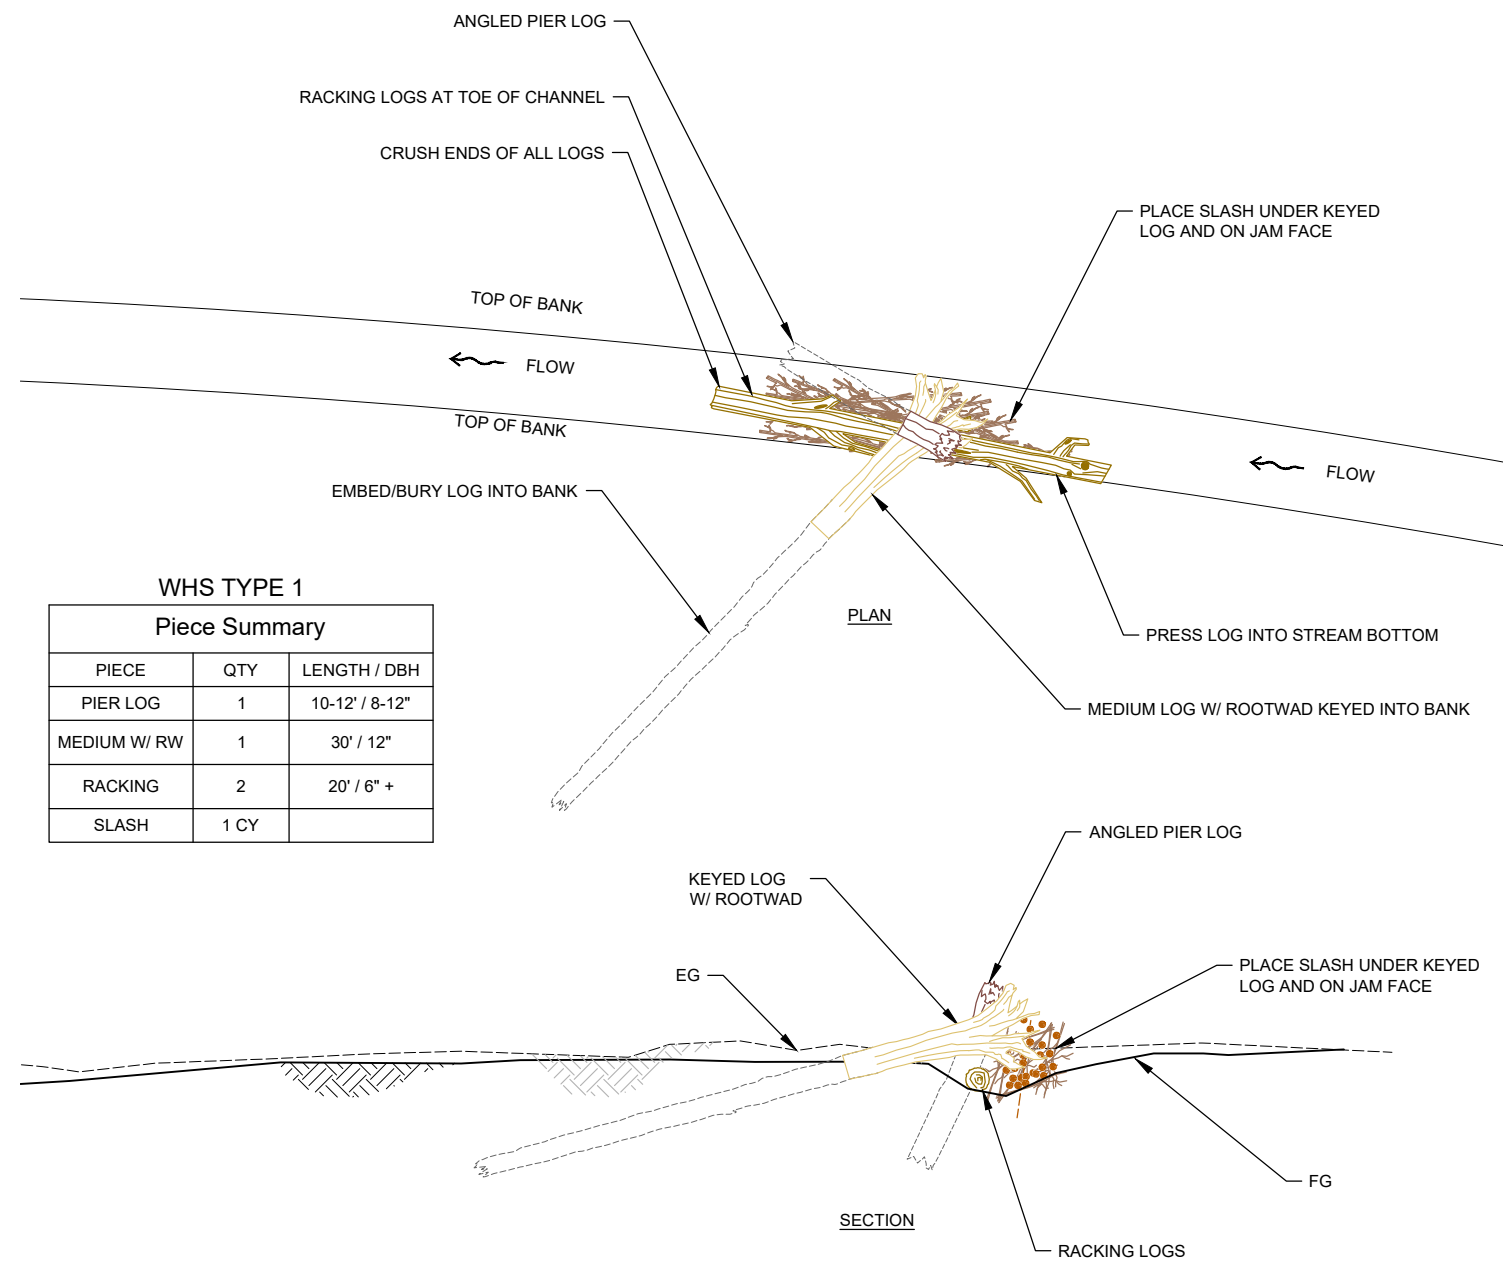 ANGLED PIER LOG
RACKING LOGS AT TOE OF CHANNEL
CRUSH ENDS OF ALL LOGS
PLACE SLASH UNDER KEYED
LOG AND ON JAM FACE
TOP OF BANK
FLOW
TOP OF BANK
FLOW
EMBED/BURY LOG INTO BANK
PLAN
PRESS LOG INTO STREAM BOTTOM
MEDIUM LOG W/ ROOTWAD KEYED INTO BANK
WHS TYPE 1
Piece Summary
PIECE QTY LENGTH / DBH
PIER LOG 1 10-12' / 8-12"
MEDIUM W/ RW 1 30' / 12"
RACKING 2 20' / 6" +
SLASH 1 CY
ANGLED PIER LOG
KEYED LOG
W/ ROOTWAD
EG
PLACE SLASH UNDER KEYED
LOG AND ON JAM FACE
FG
SECTION
RACKING LOGS